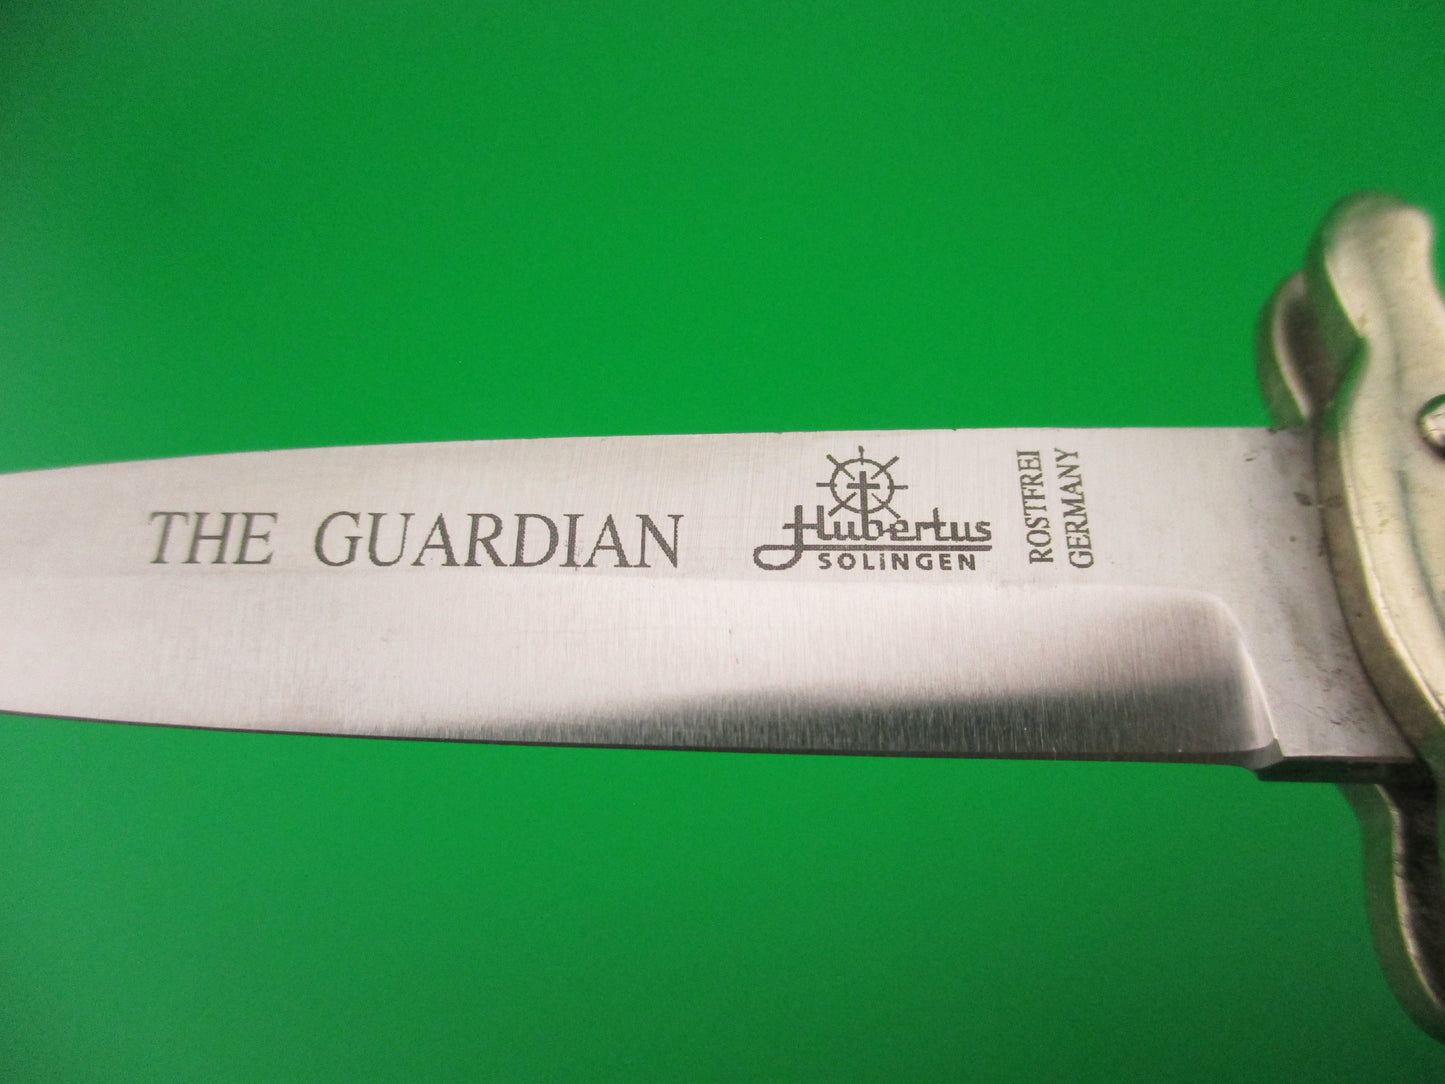 THE GUARDIAN
Hubertus
SOLiNGEN
ROSTFREI
GERMANY